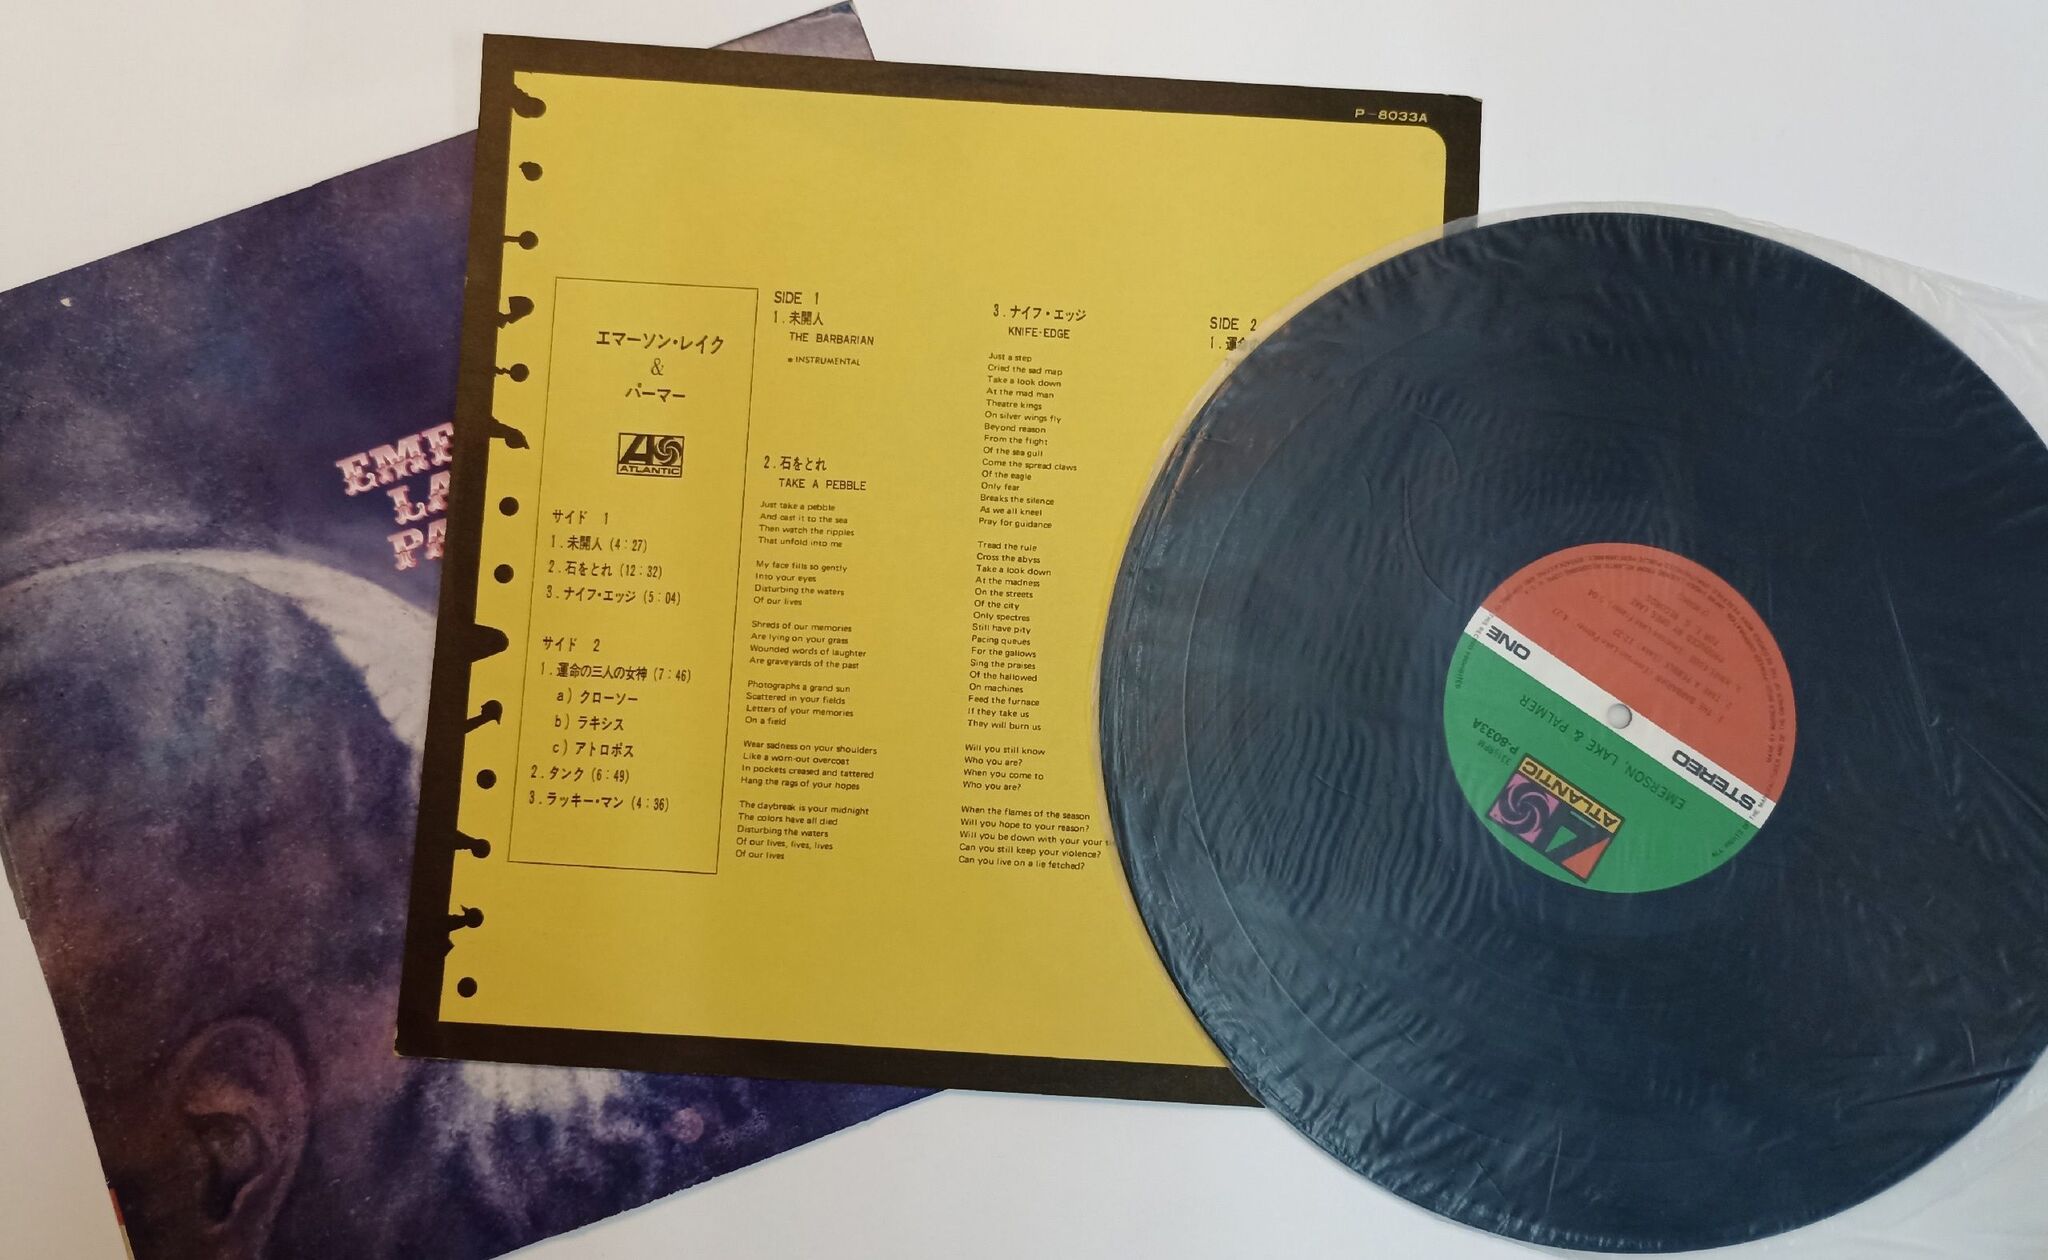 EME
LA
PA
P-8033A
エマーソン・レイク
&
パーマー
ATLANTIC
サイド 1
1. 未開人 (4:27)
2. 石をとれ (12:32)
3. ナイフ・エッジ (5:04)
サイド 2
1. 運命の三人の女神 (7:46)
a) クローソー
b) ラキシス
c) アトロポス
2. タンク (6:49)
3. ラッキー・マン (4:36)
SIDE 1
1. 未開人
THE BARBARIAN
● INSTRUMENTAL
2. 石をとれ
TAKE A PEBBLE
Just take a pebble
And cast it to the sea
Then watch the ripples
That unfold into me
My face fills so gently
Into your eyes
Disturbing the waters
Of our lives
Shreds of our memories
Are lying on your grass
Wounded words of laughter
Are graveyards of the past
Photographs a grand sun
Scattered in your fields
Letters of your memories
On a field
Wear sadness on your shoulders
Like a worn-out overcoat
In pockets creased and tattered
Hang the rags of your hopes
The daybreak is your midnight
The colors have all died
Disturbing the waters
Of our lives, lives, lives
Of our lives
3. ナイフ・エッジ
KNIFE-EDGE
Just a step
Cried the sad map
Take a look down
At the mad man
Theatre kings
On silver wings fly
Beyond reason
From the flight
Of the sea gull
Come the spread claws
Of the eagle
Only fear
Breaks the silence
As we all kneel
Pray for guidance
Tread the rule
Cross the abyss
Take a look down
At the madness
On the streets
Of the city
Only spectres
Still have pity
Pacing queues
For the gallows
Sing the praises
Of the hallowed
On machines
Feed the furnace
If they take us
They will burn us
Will you still know
Who you are?
When you come to
Who you are?
When the flames of the season
Will you hope to your reason?
Will you be down with your your
Can you still keep your violence?
Can you live on a lie fetched?
SIDE 2
1. 運命
ATLANTIC
33⅓ RPM
P-8033A
EMERSON, LAKE & PALMER
STEREO
ONE